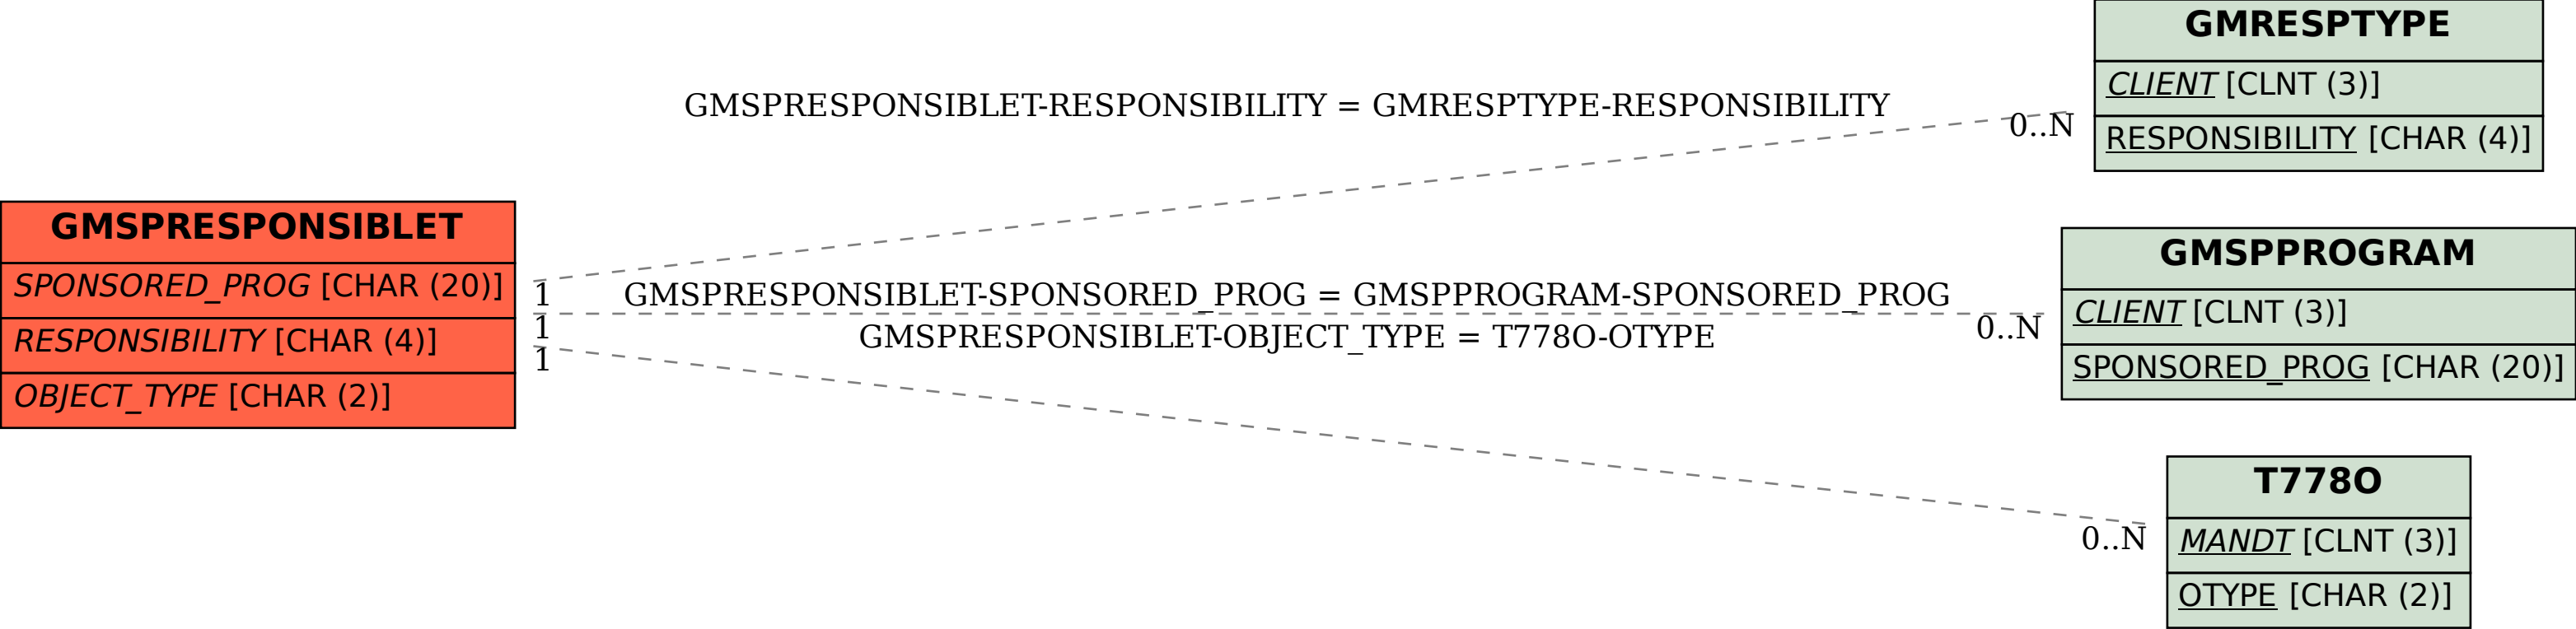 GMSPRESPONSIBLET
SPONSORED_PROG [CHAR (20)]
RESPONSIBILITY [CHAR (4)]
OBJECT_TYPE [CHAR (2)]
GMSPRESPONSIBLET-RESPONSIBILITY = GMRESPTYPE-RESPONSIBILITY
1
0..N
GMSPRESPONSIBLET-SPONSORED_PROG = GMSPPROGRAM-SPONSORED_PROG
1
0..N
GMSPRESPONSIBLET-OBJECT_TYPE = T778O-OTYPE
1
0..N
GMRESPTYPE
CLIENT [CLNT (3)]
RESPONSIBILITY [CHAR (4)]
GMSPPROGRAM
CLIENT [CLNT (3)]
SPONSORED_PROG [CHAR (20)]
T778O
MANDT [CLNT (3)]
OTYPE [CHAR (2)]